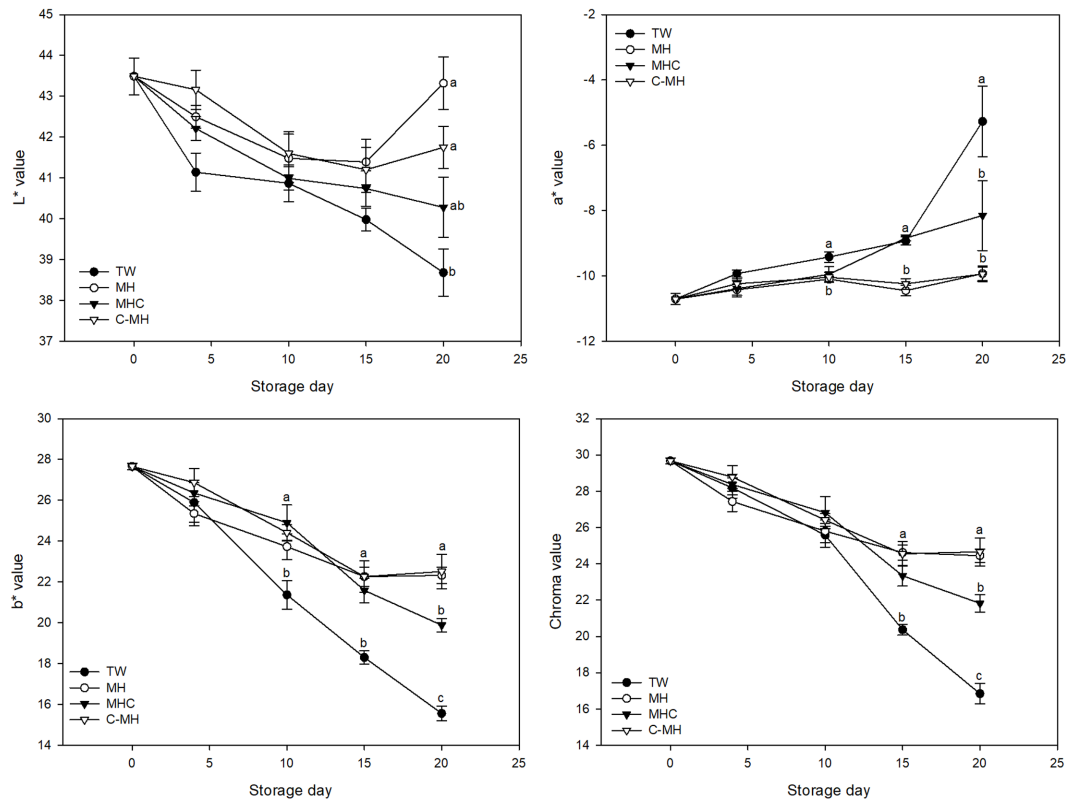 L* value
45
44
43
42
41
40
39
38
37
a
a
ab
b
TW
MH
MHC
C-MH
0
5
10
15
20
25
Storage day
a* value
-2
-4
-6
-8
-10
-12
TW
MH
MHC
C-MH
a
b
a
a
b
b
b
0
5
10
15
20
25
Storage day
b* value
30
28
26
24
22
20
18
16
14
a
a
a
b
b
b
c
TW
MH
MHC
C-MH
0
5
10
15
20
25
Storage day
Chroma value
32
30
28
26
24
22
20
18
16
14
a
a
b
b
c
TW
MH
MHC
C-MH
0
5
10
15
20
25
Storage day